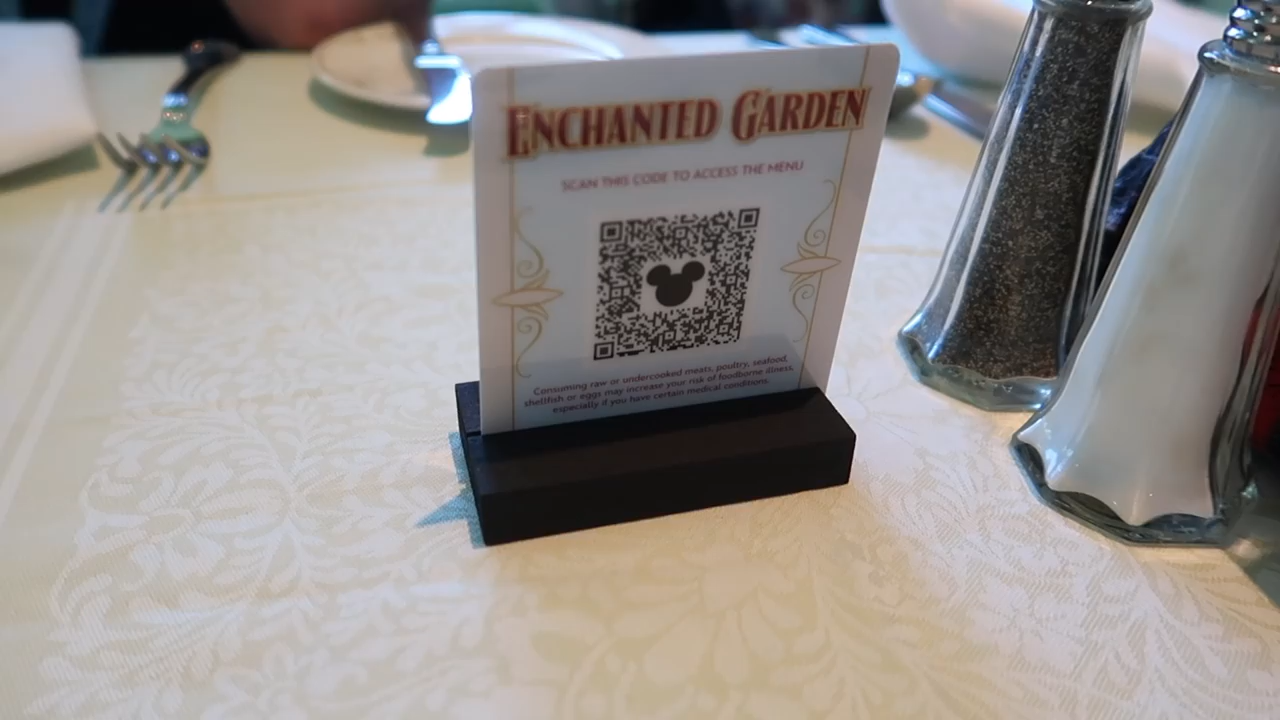 ENCHANTED GARDEN
SCAN THIS CODE TO ACCESS THE MENU
Consuming raw or undercooked meats, poultry, seafood,
shellfish or eggs may increase your risk of foodborne illness,
especially if you have certain medical conditions.